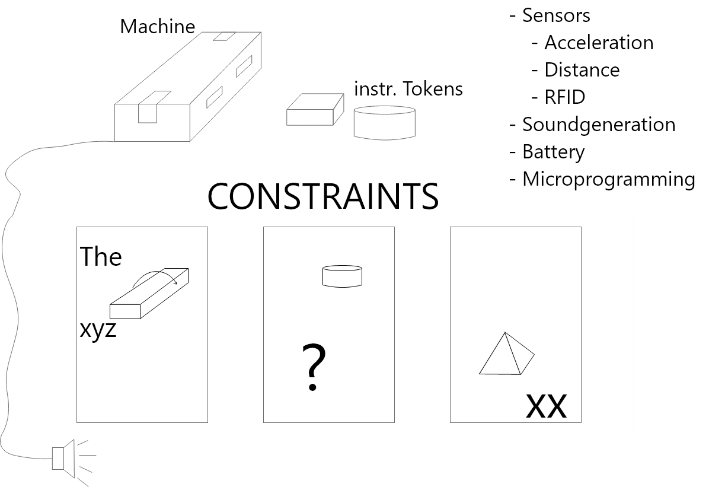 Machine
instr. Tokens
- Sensors
- Acceleration
- Distance
- RFID
- Soundgeneration
- Battery
- Microprogramming
CONSTRAINTS
The
xyz
?
XX